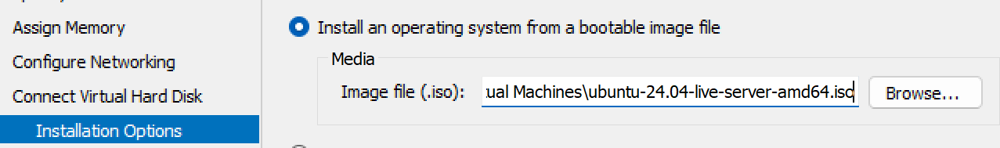 Assign Memory
Configure Networking
Connect Virtual Hard Disk
Installation Options
Install an operating system from a bootable image file
Media
Image file (.iso):
ual Machines\ubuntu-24.04-live-server-amd64.iso
Browse...